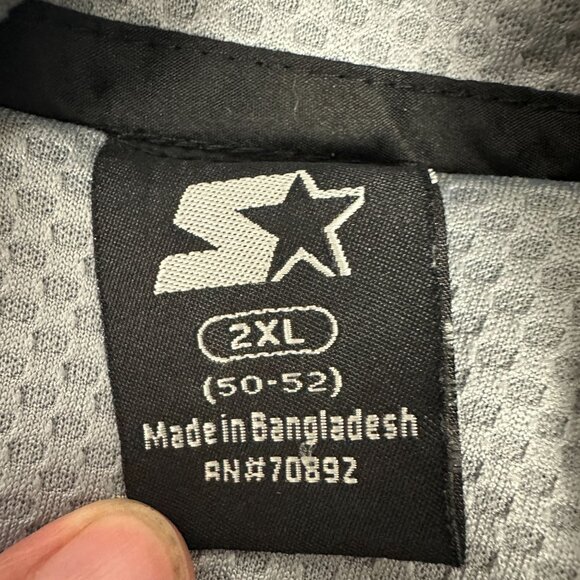 2XL
(50-52)
Made in Bangladesh
RN#70892